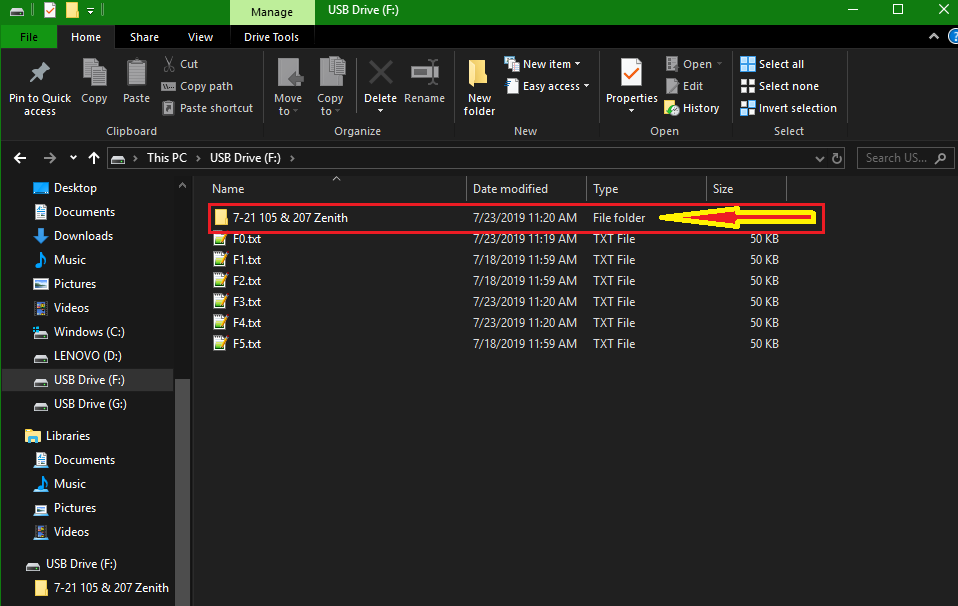 Manage
USB Drive (F:)
File
Home
Share
View
Drive Tools
?
Pin to Quick
access
Copy
Paste
Cut
Copy path
Paste shortcut
Clipboard
Move
to
Copy
to
Delete
Rename
Organize
New
folder
New item
Easy access
New
Properties
Open
Edit
History
Open
Select all
Select none
Invert selection
Select
This PC
USB Drive (F:)
Search US...
Name
Date modified
Type
Size
7-21 105 & 207 Zenith 7/23/2019 11:20 AM File folder
F0.txt 7/23/2019 11:19 AM TXT File 50 KB
F1.txt 7/18/2019 11:59 AM TXT File 50 KB
F2.txt 7/18/2019 11:59 AM TXT File 50 KB
F3.txt 7/23/2019 11:20 AM TXT File 50 KB
F4.txt 7/23/2019 11:20 AM TXT File 50 KB
F5.txt 7/18/2019 11:59 AM TXT File 50 KB
Desktop
Documents
Downloads
Music
Pictures
Videos
Windows (C:)
LENOVO (D:)
USB Drive (F:)
USB Drive (G:)
Libraries
Documents
Music
Pictures
Videos
USB Drive (F:)
7-21 105 & 207 Zenith